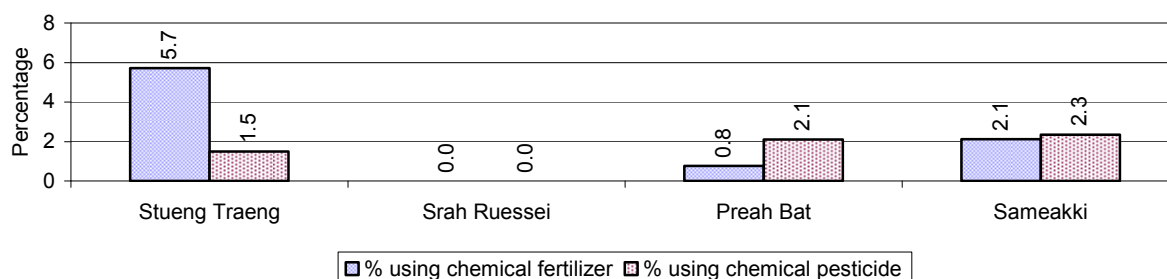 Percentage
8
6
4
2
0
5.7
1.5
0.0
0.0
0.8
2.1
2.1
2.3
Stueng Traeng
Srah Ruessei
Preah Bat
Sameakki
% using chemical fertilizer
% using chemical pesticide